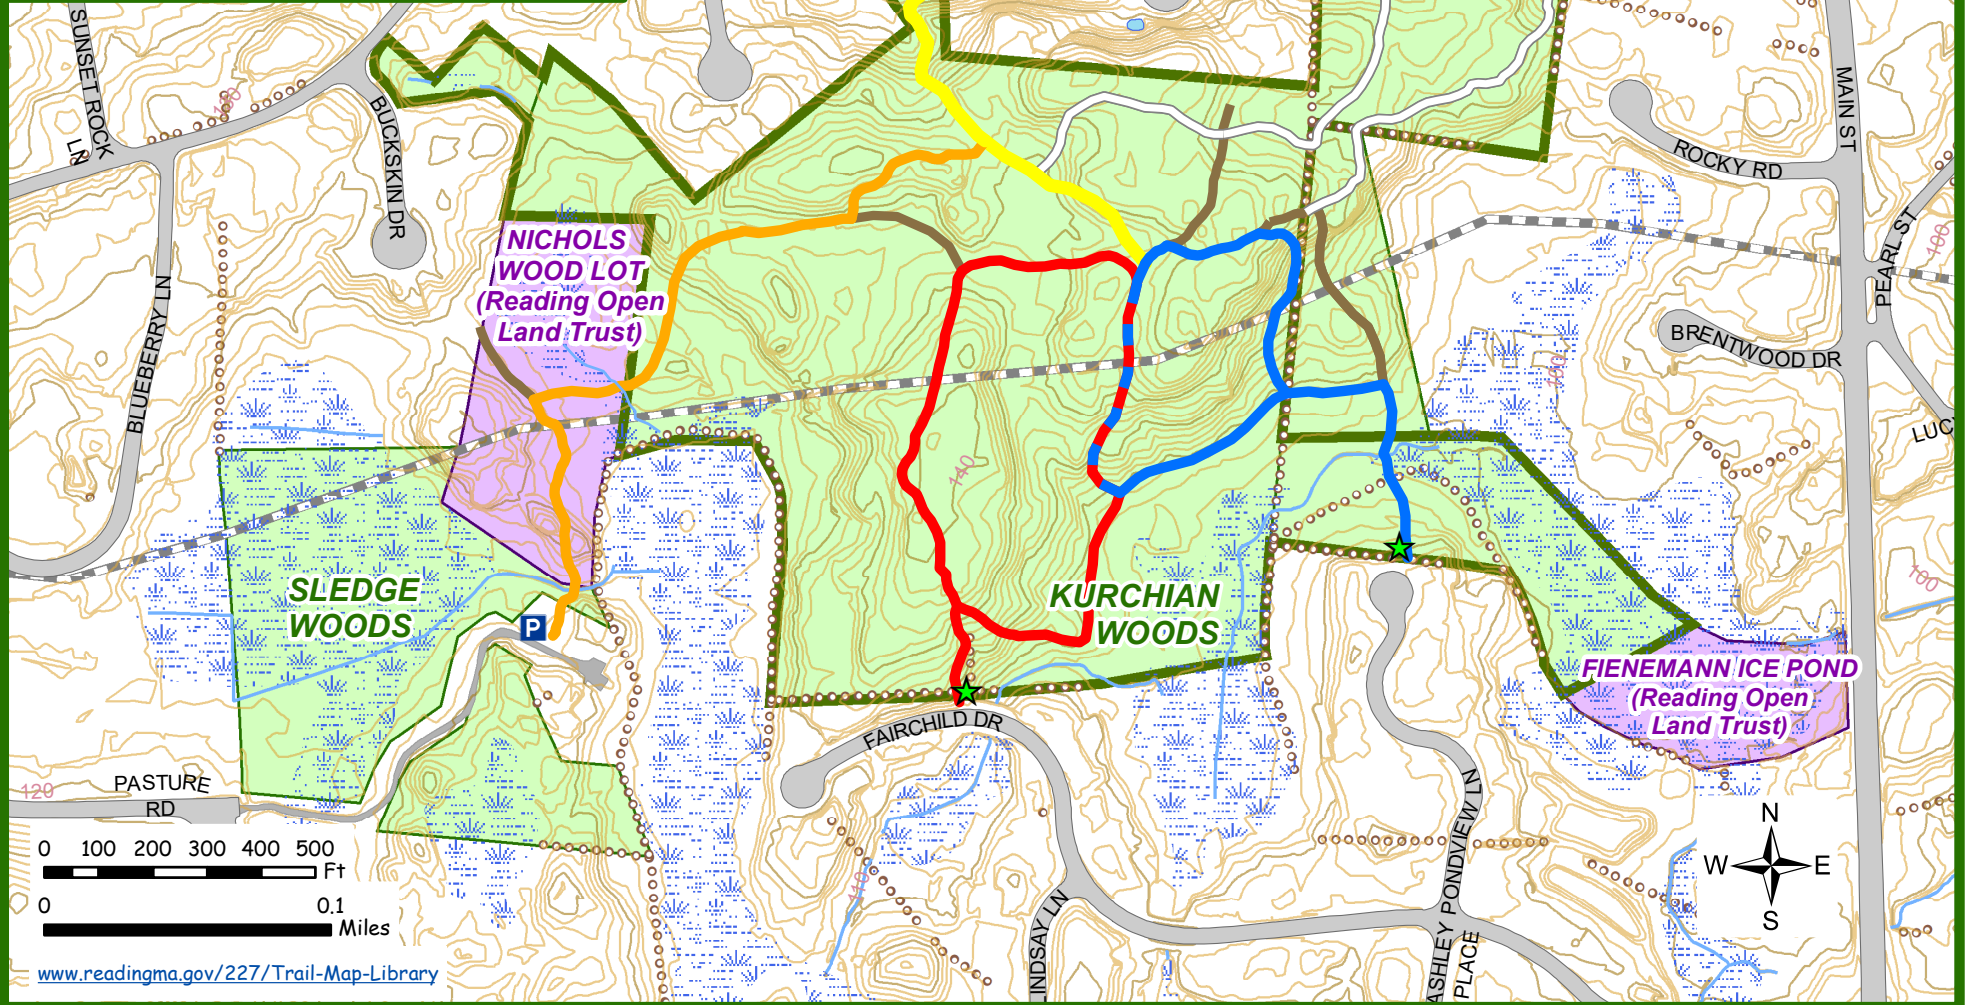 SUNSET ROCK
LN
130
BUCKSKIN DR
MAIN ST
ROCKY RD
PEARL ST
100
NICHOLS
WOOD LOT
(Reading Open
Land Trust)
BLUEBERRY LN
BRENTWOOD DR
100
LUC
140
100
SLEDGE
WOODS
P
KURCHIAN
WOODS
FIENEMANN ICE POND
(Reading Open
Land Trust)
FAIRCHILD DR
120
PASTURE
RD
110
LINDSAY LN
ASHLEY
PLACE
PONDVIEW LN
0 100 200 300 400 500
Ft
0 0.1
Miles
N
W E
S
www.readingma.gov/227/Trail-Map-Library